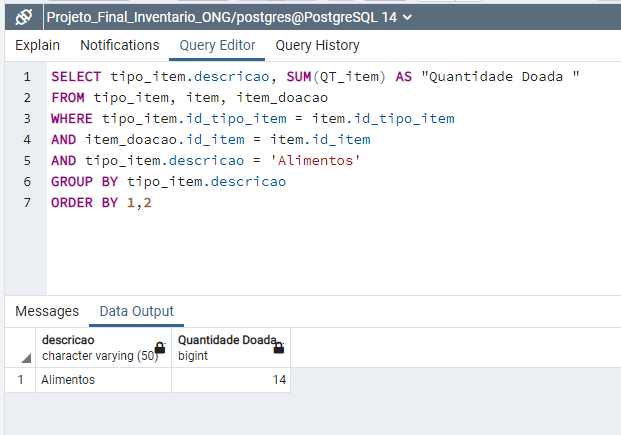 Projeto_Final_Inventario_ONG/postgres@PostgreSQL 14
Explain Notifications Query Editor Query History
1 SELECT tipo_item.descricao, SUM(QT_item) AS "Quantidade Doada "
2 FROM tipo_item, item, item_doacao
3 WHERE tipo_item.id_tipo_item = item.id_tipo_item
4 AND item_doacao.id_item = item.id_item
5 AND tipo_item.descricao = 'Alimentos'
6 GROUP BY tipo_item.descricao
7 ORDER BY 1,2
Messages Data Output
descricao Quantidade Doada
character varying (50) bigint
1 Alimentos 14